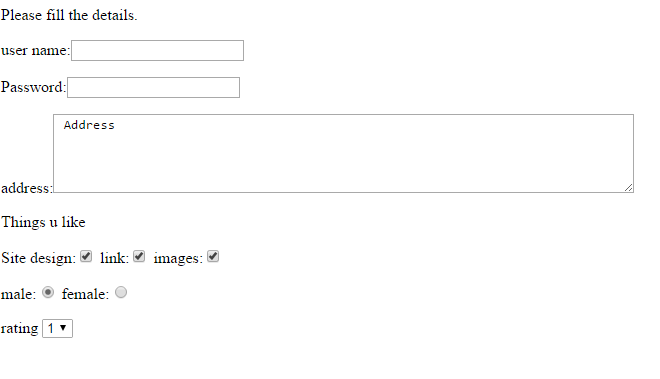 Please fill the details.
user name:
Password:
Address
address:
Things u like
Site design: link: images:
male: female:
rating 1